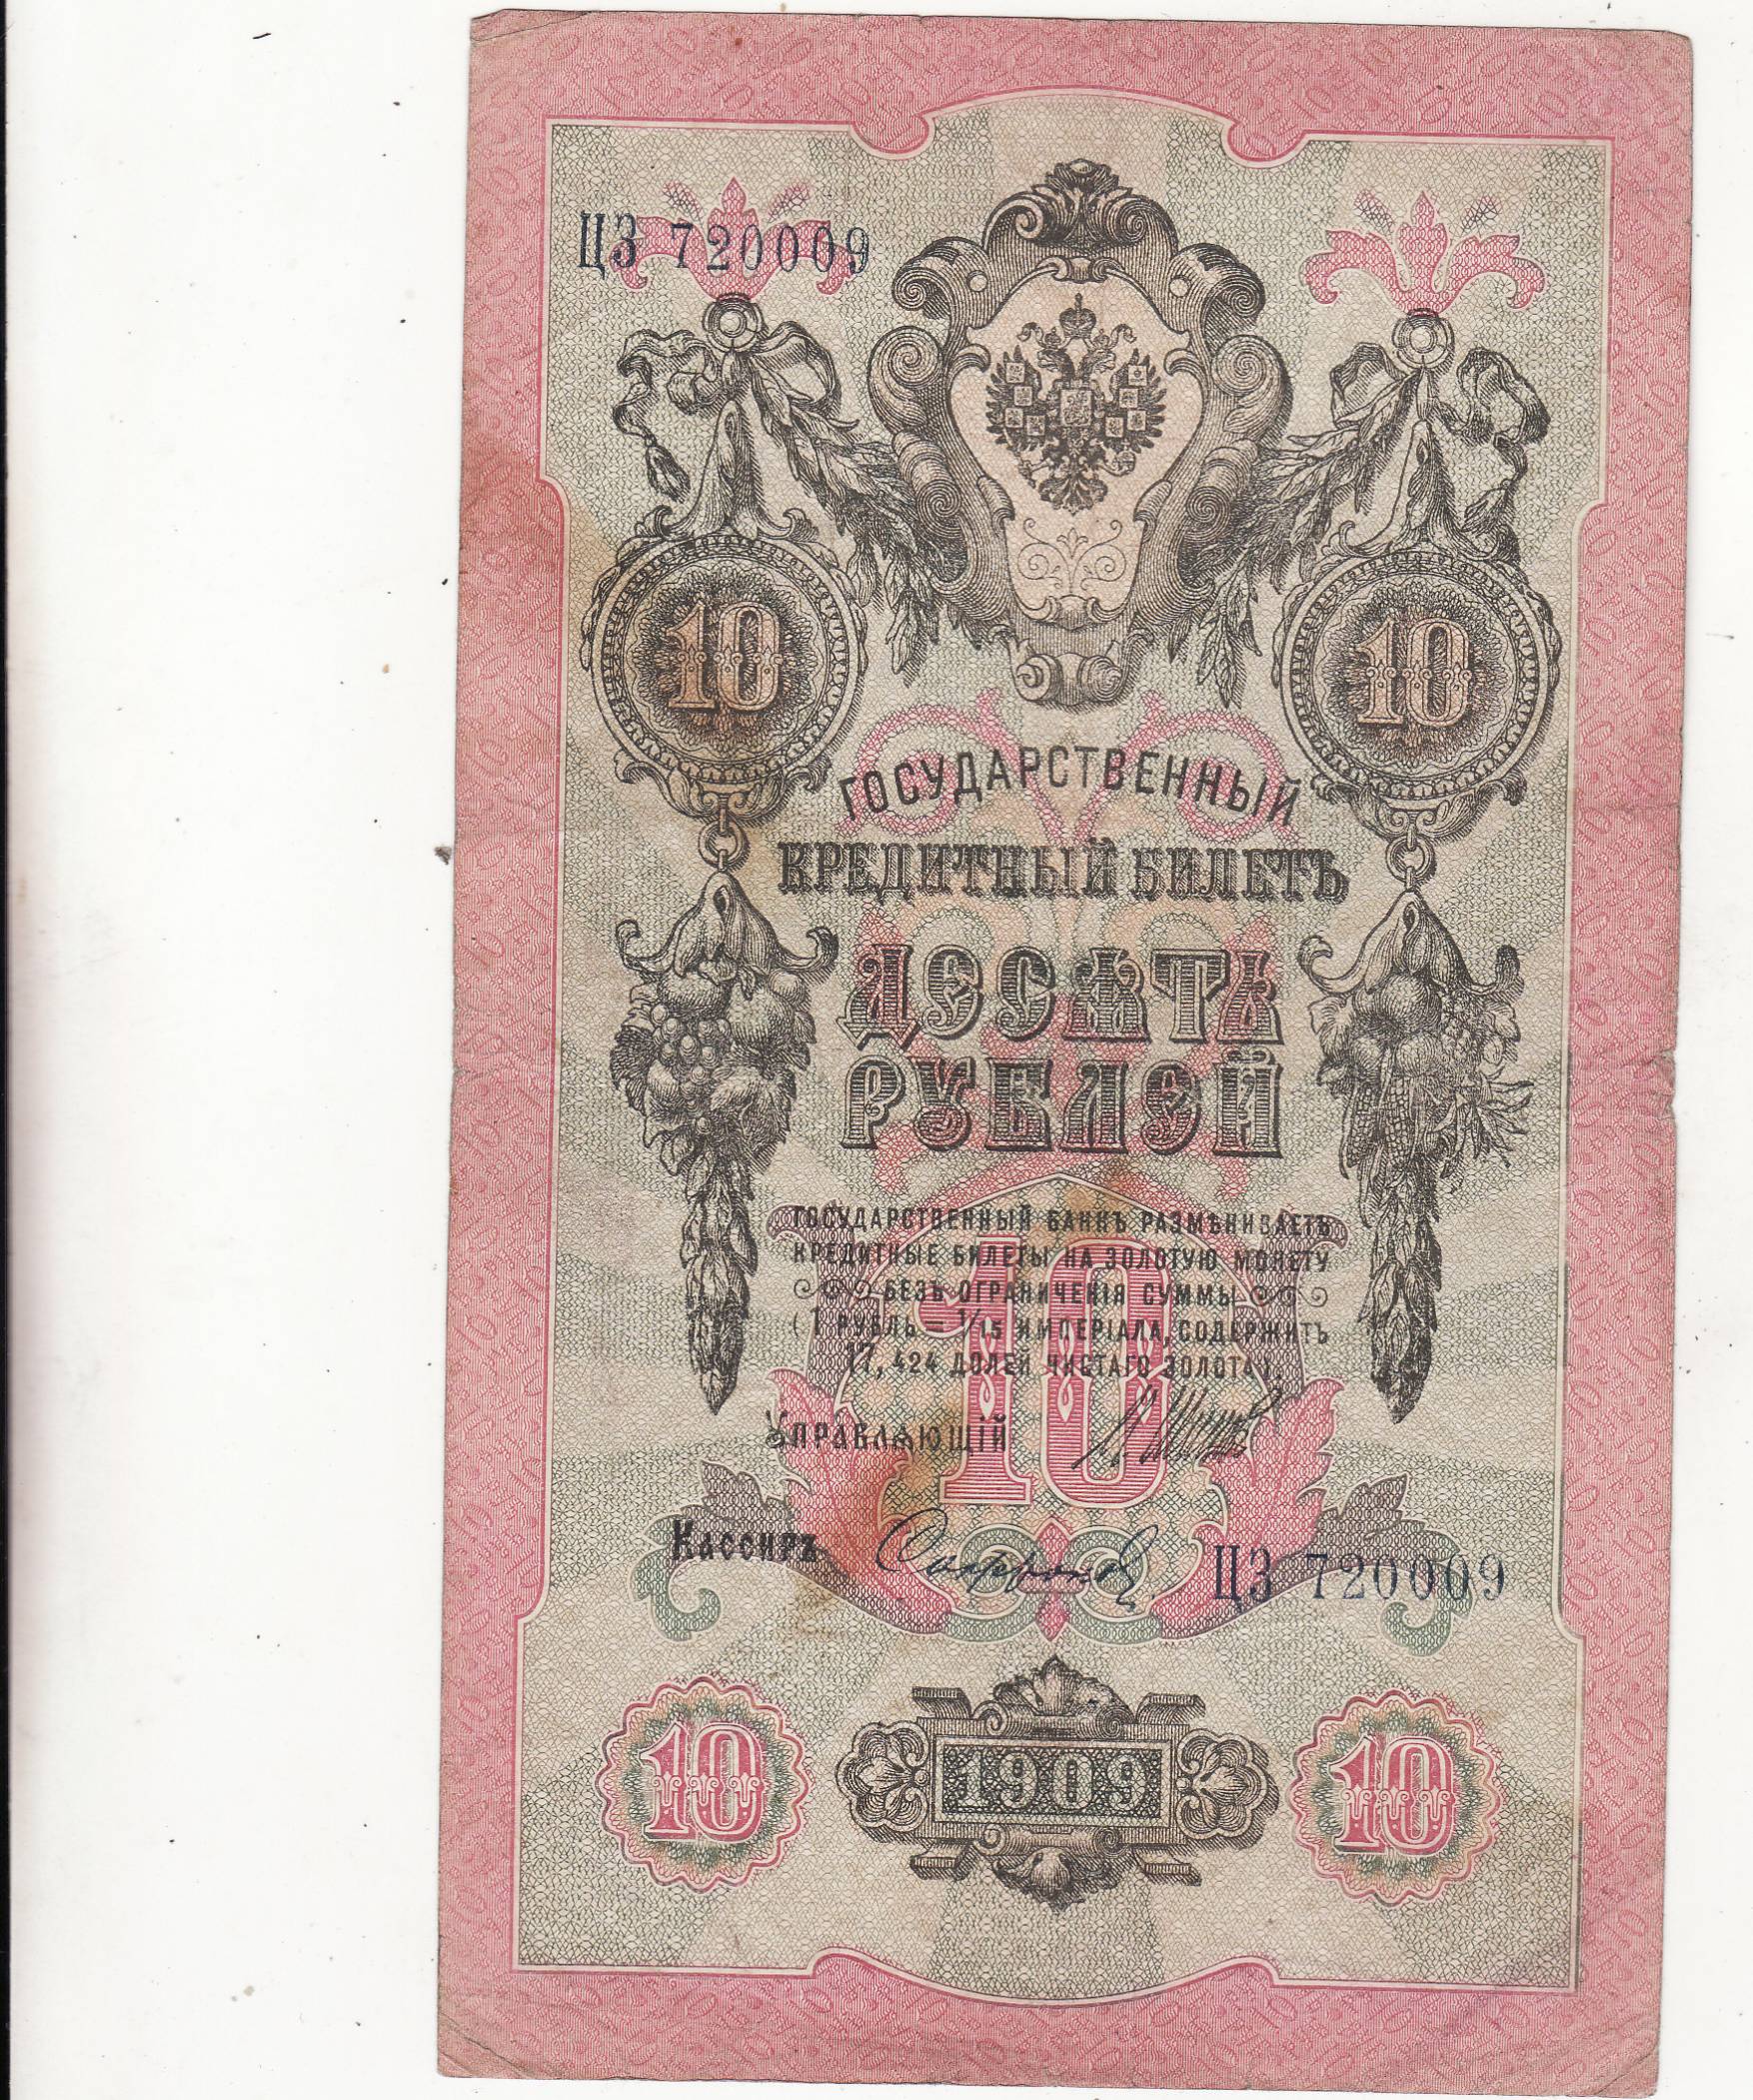 ЦЗ 720009
10
10
ГОСУДАРСТВЕННЫЙ
КРЕДИТНЫЙ БИЛЕТЪ
ДЕСЯТЬ
РУБЛЕЙ
ГОСУДАРСТВЕННЫЙ БАНКЪ РАЗМѢНИВАЕТЪ
КРЕДИТНЫЕ БИЛЕТЫ НА ЗОЛОТУЮ МОНЕТУ
БЕЗЪ ОГРАНИЧЕНІЯ СУММЫ
(1 РУБЛЬ = 1/15 ИМПЕРІАЛА, СОДЕРЖИТЪ
17,424 ДОЛЕЙ ЧИСТАГО ЗОЛОТА).
10
УПРАВЛЯЮЩІЙ
КАССИРЪ
ЦЗ 720009
10
1909
10